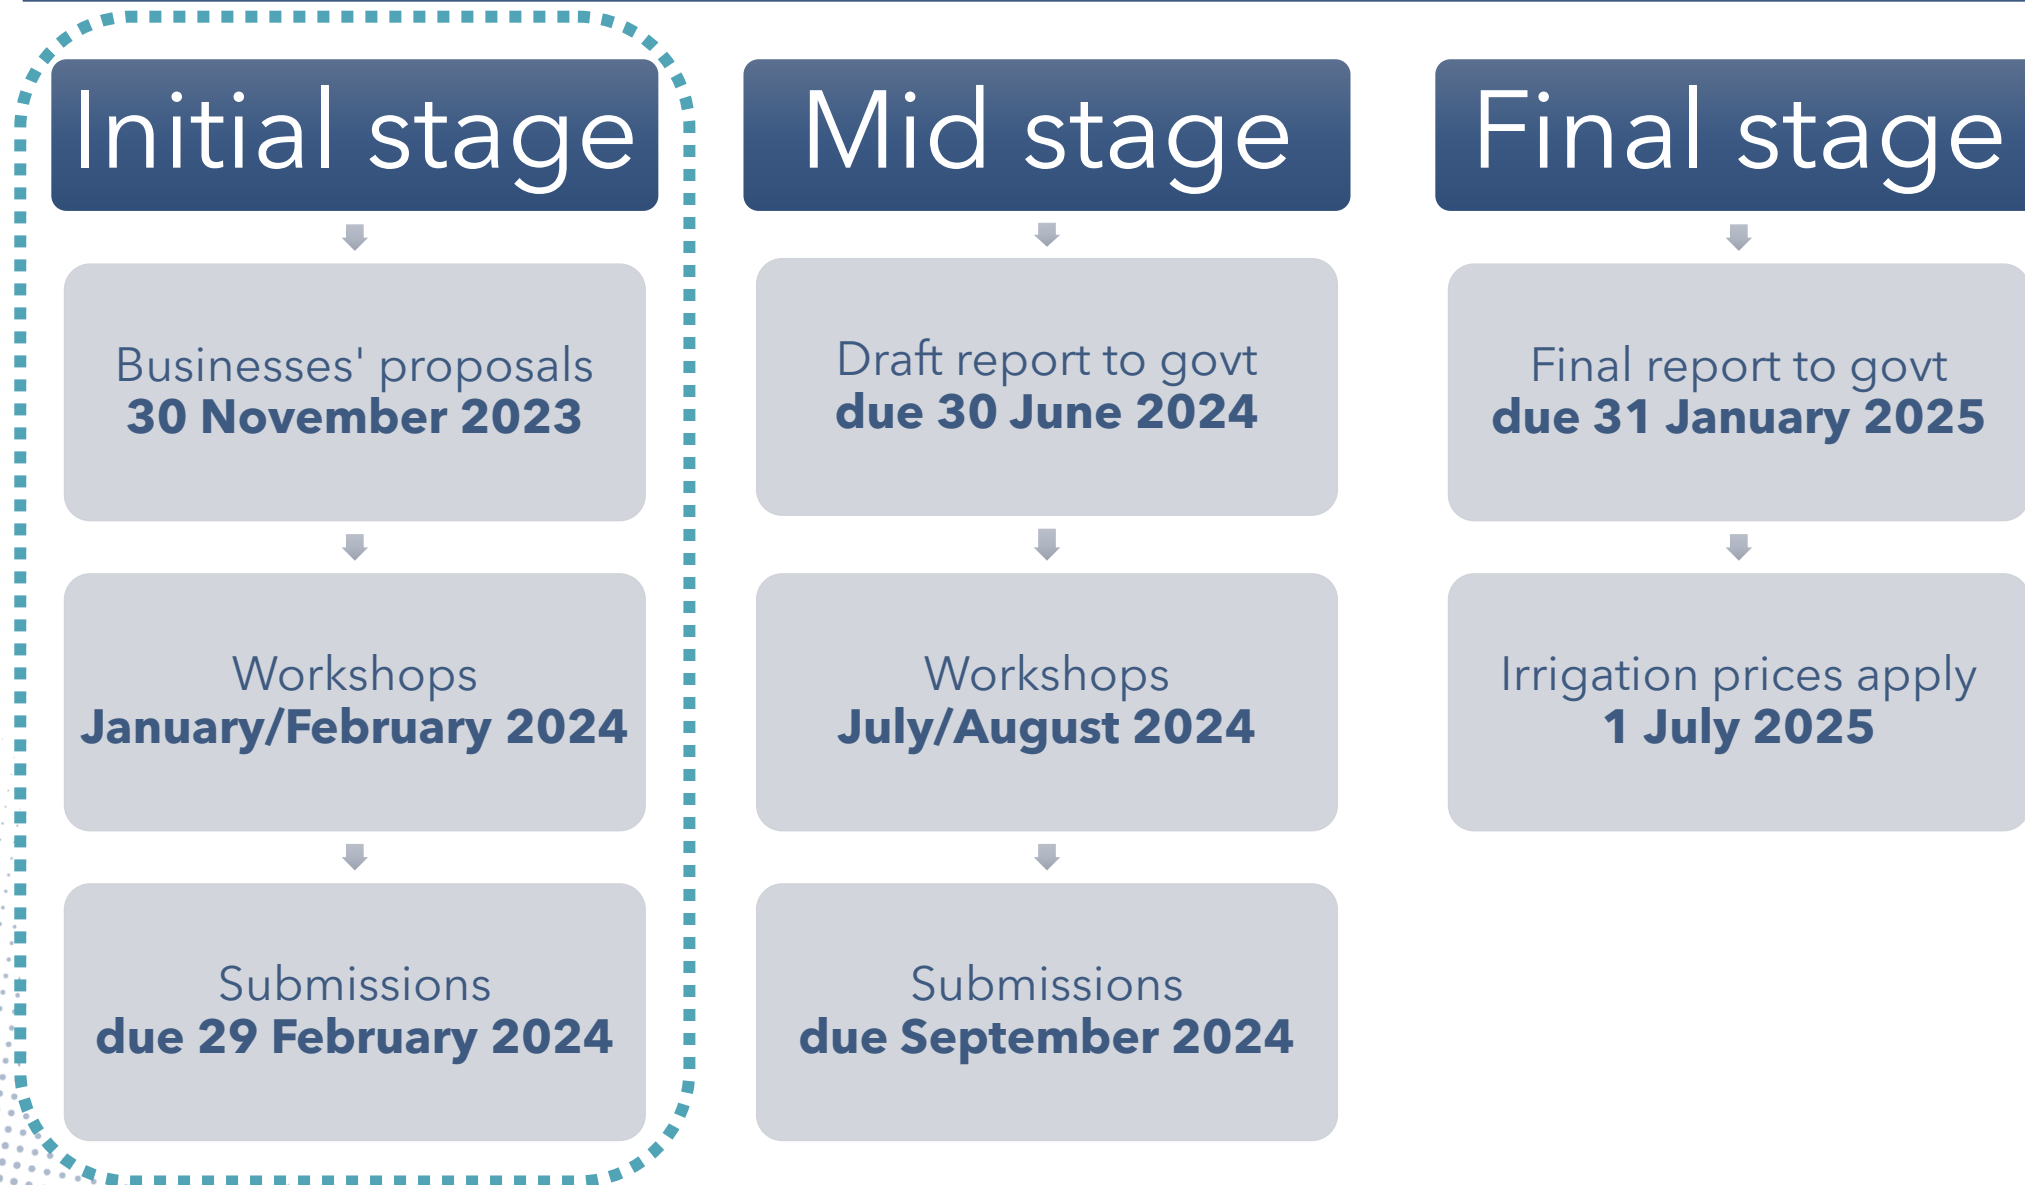 Initial stage
Businesses' proposals
30 November 2023
Workshops
January/February 2024
Submissions
due 29 February 2024
Mid stage
Draft report to govt
due 30 June 2024
Workshops
July/August 2024
Submissions
due September 2024
Final stage
Final report to govt
due 31 January 2025
Irrigation prices apply
1 July 2025